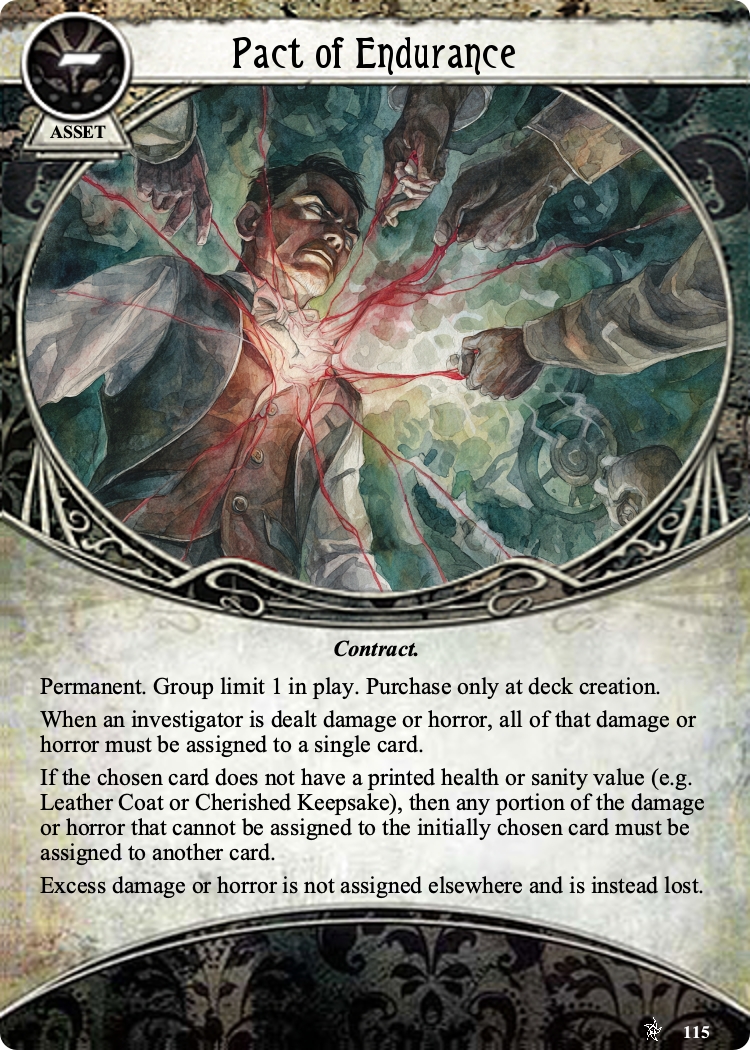 Pact of Endurance
ASSET
Contract.
Permanent. Group limit 1 in play. Purchase only at deck creation.
When an investigator is dealt damage or horror, all of that damage or
horror must be assigned to a single card.
If the chosen card does not have a printed health or sanity value (e.g.
Leather Coat or Cherished Keepsake), then any portion of the damage
or horror that cannot be assigned to the initially chosen card must be
assigned to another card.
Excess damage or horror is not assigned elsewhere and is instead lost.
115